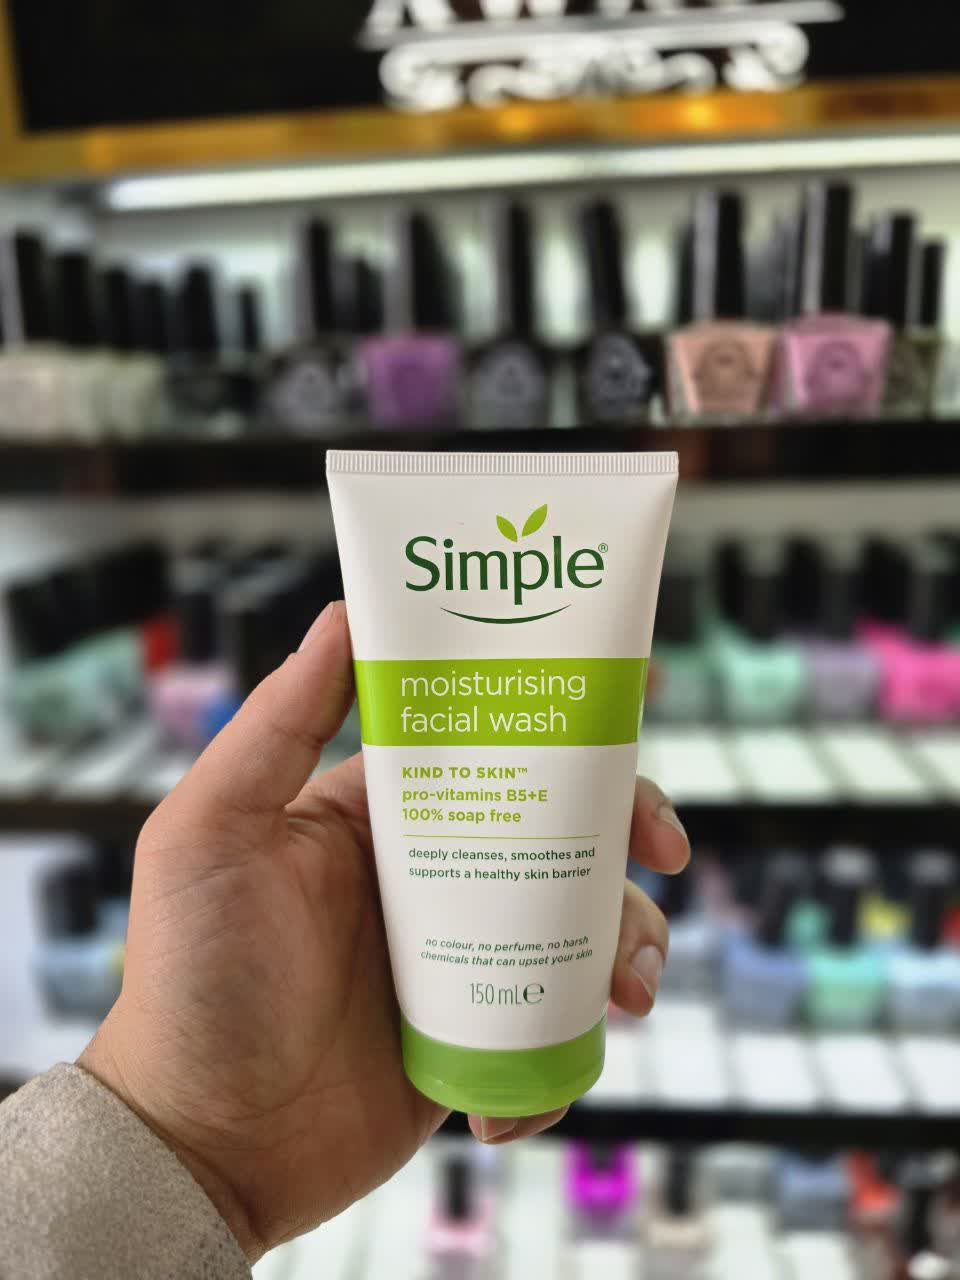 Simple®
moisturising
facial wash
KIND TO SKIN™
pro-vitamins B5+E
100% soap free
deeply cleanses, smoothes and
supports a healthy skin barrier
no colour, no perfume, no harsh
chemicals that can upset your skin
150 mL℮